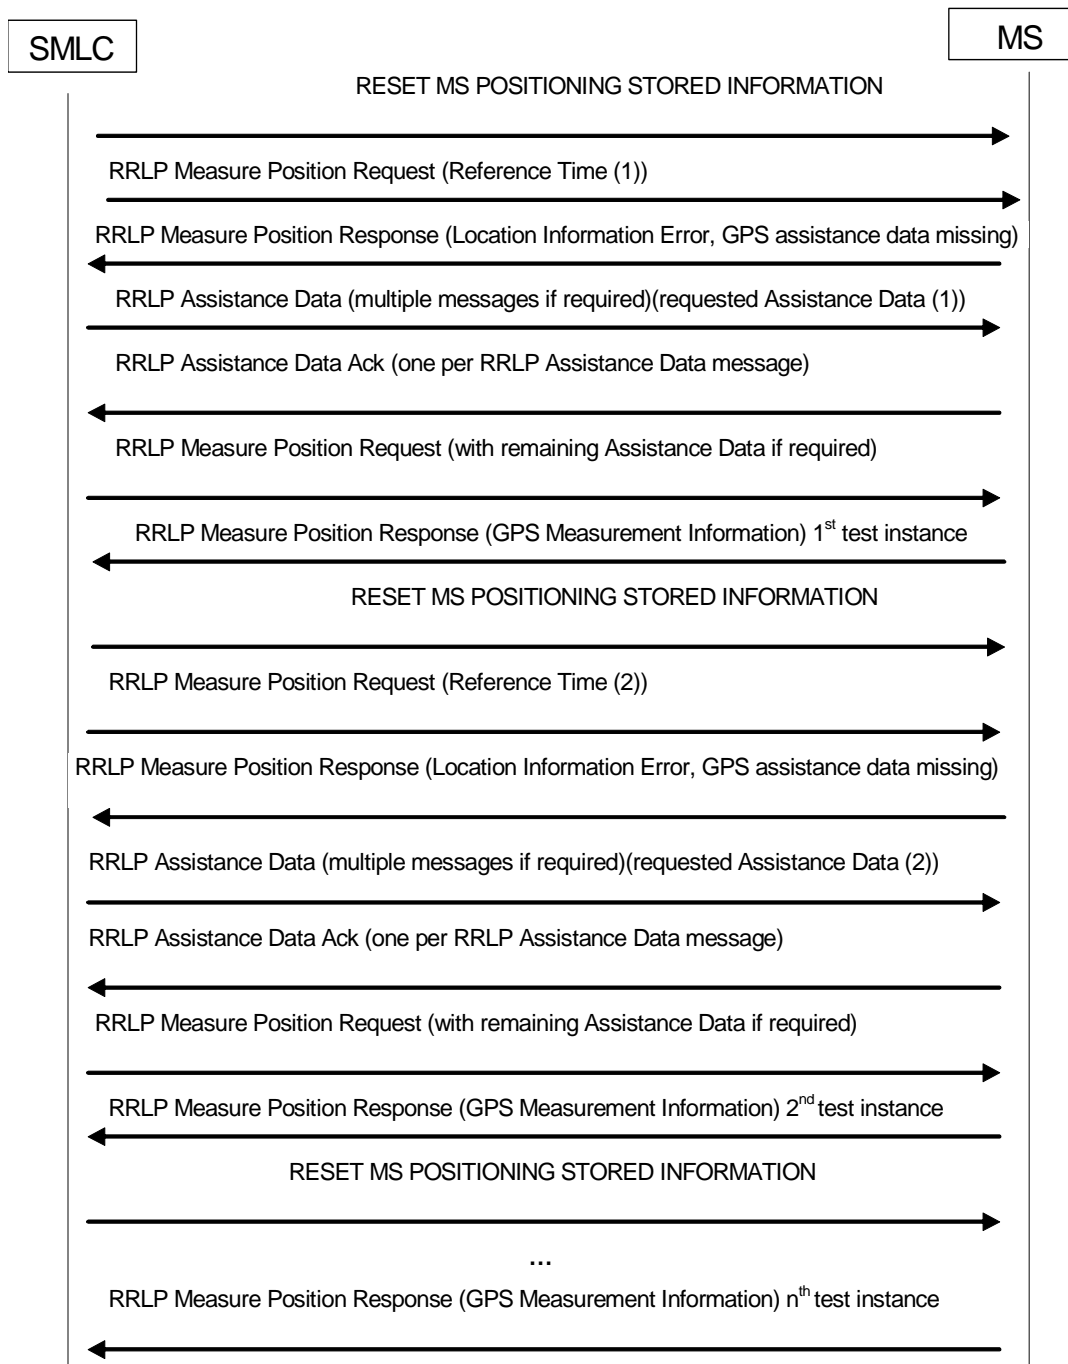 SMLC
MS
RESET MS POSITIONING STORED INFORMATION
RRLP Measure Position Request (Reference Time (1))
RRLP Measure Position Response (Location Information Error, GPS assistance data missing)
RRLP Assistance Data (multiple messages if required)(requested Assistance Data (1))
RRLP Assistance Data Ack (one per RRLP Assistance Data message)
RRLP Measure Position Request (with remaining Assistance Data if required)
RRLP Measure Position Response (GPS Measurement Information) 1st test instance
RESET MS POSITIONING STORED INFORMATION
RRLP Measure Position Request (Reference Time (2))
RRLP Measure Position Response (Location Information Error, GPS assistance data missing)
RRLP Assistance Data (multiple messages if required)(requested Assistance Data (2))
RRLP Assistance Data Ack (one per RRLP Assistance Data message)
RRLP Measure Position Request (with remaining Assistance Data if required)
RRLP Measure Position Response (GPS Measurement Information) 2nd test instance
RESET MS POSITIONING STORED INFORMATION
...
RRLP Measure Position Response (GPS Measurement Information) nth test instance